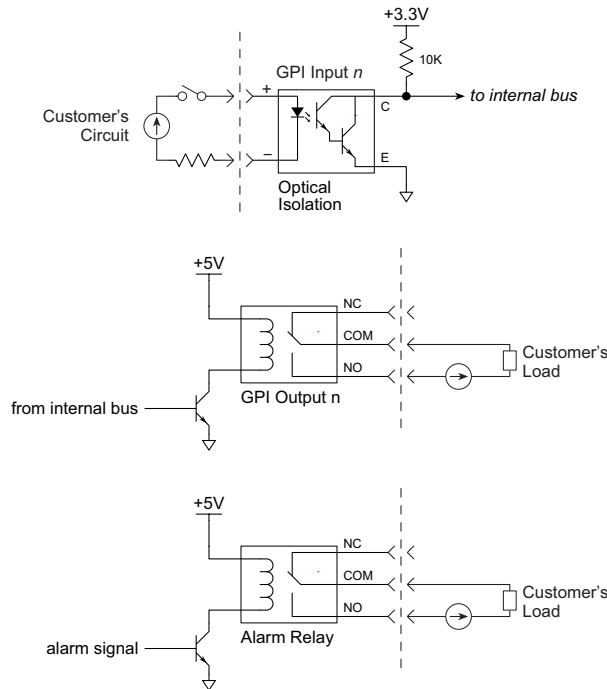 +3.3V
10K
GPI Input n
+
C
to internal bus
Customer's
Circuit
–
E
Optical
Isolation
+5V
NC
COM
NO
Customer's
Load
GPI Output n
from internal bus
+5V
NC
COM
NO
Customer's
Load
Alarm Relay
alarm signal